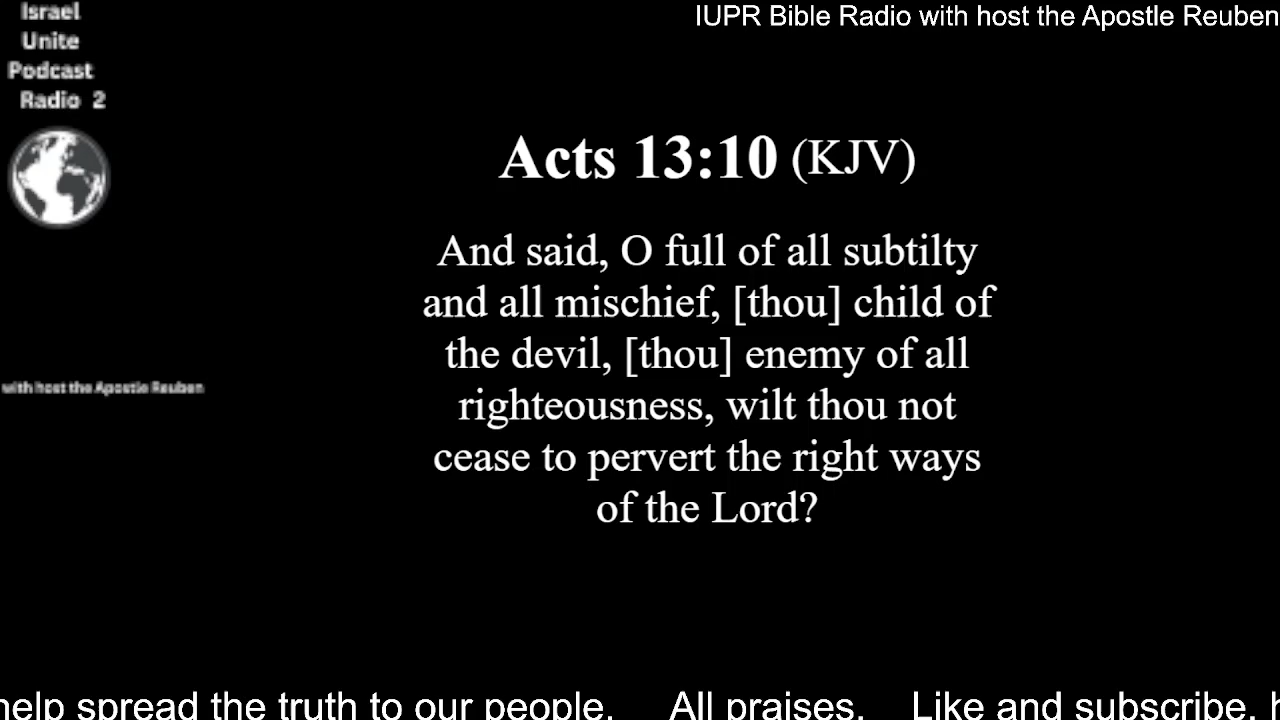 Israel
Unite
Podcast
Radio 2
IUPR Bible Radio with host the Apostle Reuben
Acts 13:10 (KJV)
And said, O full of all subtilty
and all mischief, [thou] child of
the devil, [thou] enemy of all
righteousness, wilt thou not
cease to pervert the right ways
of the Lord?
with host the Apostle Reuben
help spread the truth to our people. All praises. Like and subscribe.